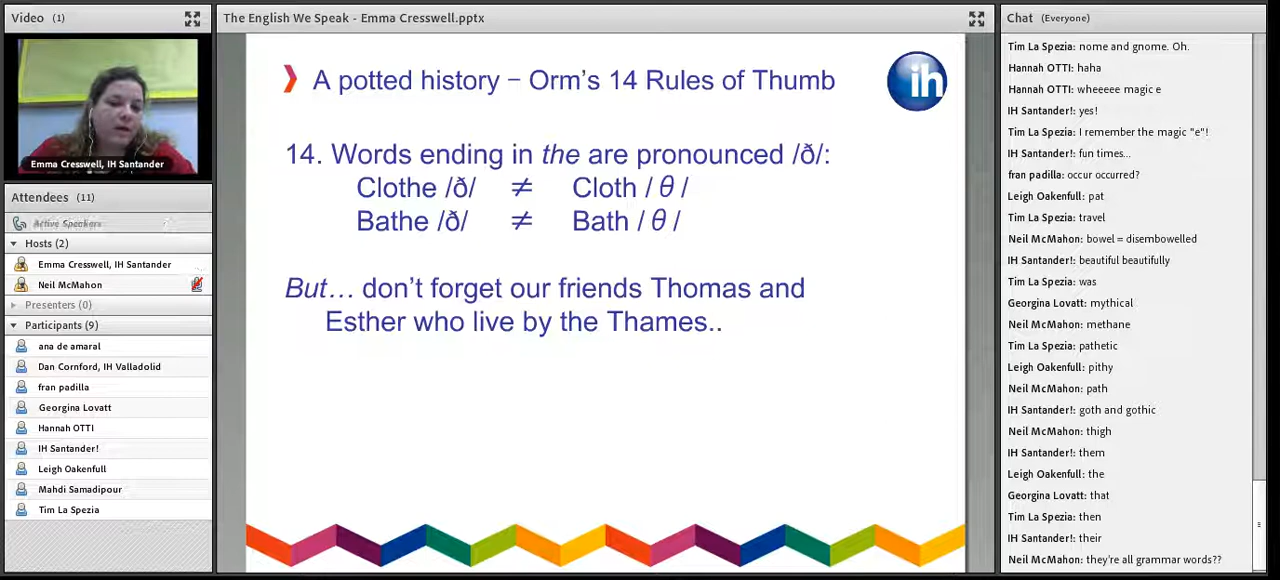 Video (1)
Emma Cresswell, IH Santander
Attendees (11)
Active Speakers
Hosts (2)
Emma Cresswell, IH Santander
Neil McMahon
Presenters (0)
Participants (9)
ana de amaral
Dan Cornford, IH Valladolid
fran padilla
Georgina Lovatt
Hannah OTTI
IH Santander!
Leigh Oakenfull
Mahdi Samadipour
Tim La Spezia
The English We Speak - Emma Cresswell.pptx
A potted history – Orm's 14 Rules of Thumb
ih
14. Words ending in the are pronounced /ð/:
Clothe /ð/ ≠ Cloth / θ /
Bathe /ð/ ≠ Bath / θ /
But… don't forget our friends Thomas and
Esther who live by the Thames..
Chat (Everyone)
Tim La Spezia: nome and gnome. Oh.
Hannah OTTI: haha
Hannah OTTI: wheeeee magic e
IH Santander!: yes!
Tim La Spezia: I remember the magic "e"!
IH Santander!: fun times...
fran padilla: occur occurred?
Leigh Oakenfull: pat
Tim La Spezia: travel
Neil McMahon: bowel = disembowelled
IH Santander!: beautiful beautifully
Tim La Spezia: was
Georgina Lovatt: mythical
Neil McMahon: methane
Tim La Spezia: pathetic
Leigh Oakenfull: pithy
Neil McMahon: path
IH Santander!: goth and gothic
Neil McMahon: thigh
IH Santander!: them
Leigh Oakenfull: the
Georgina Lovatt: that
Tim La Spezia: then
IH Santander!: their
Neil McMahon: they're all grammar words??